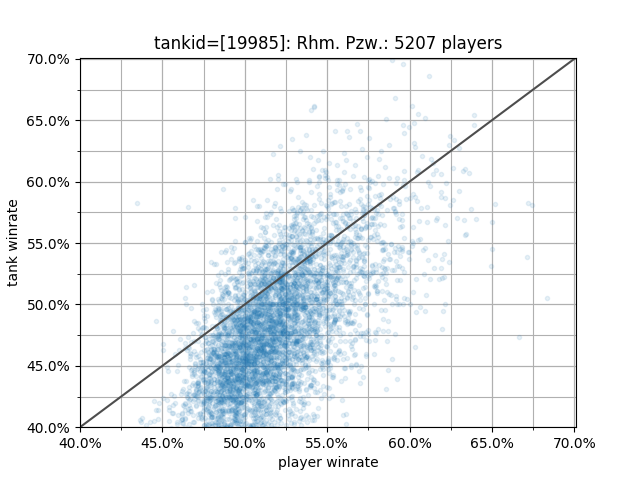 tankid=[19985]: Rhm. Pzw.: 5207 players
70.0%
65.0%
60.0%
55.0%
50.0%
45.0%
40.0%
tank winrate
40.0% 45.0% 50.0% 55.0% 60.0% 65.0% 70.0%
player winrate